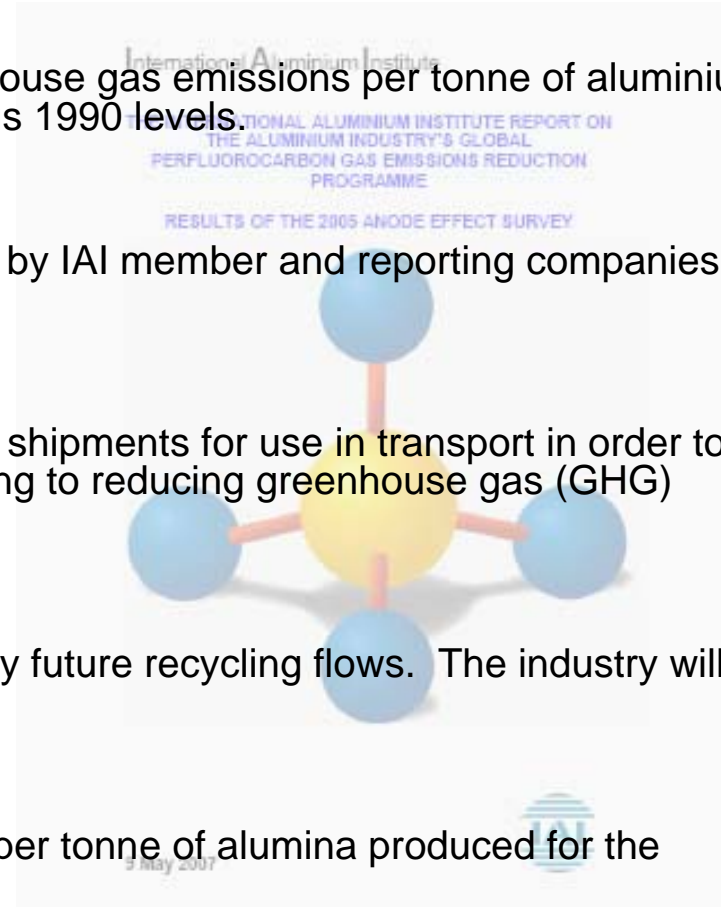 International Aluminium Institute
ouse gas emissions per tonne of aluminiu
s 1990 levels.
THE INTERNATIONAL ALUMINIUM INSTITUTE REPORT ON
THE ALUMINIUM INDUSTRY'S GLOBAL
PERFLUOROCARBON GAS EMISSIONS REDUCTION
PROGRAMME
RESULTS OF THE 2005 ANODE EFFECT SURVEY
by IAI member and reporting companies
shipments for use in transport in order to
ng to reducing greenhouse gas (GHG)
y future recycling flows. The industry will
per tonne of alumina produced for the
9 May 2007
IAI